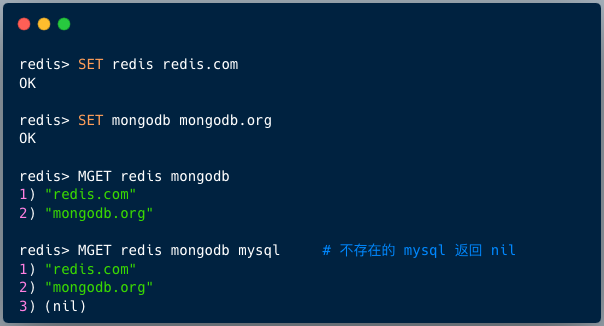 redis> SET redis redis.com
OK
redis> SET mongodb mongodb.org
OK
redis> MGET redis mongodb
1) "redis.com"
2) "mongodb.org"
redis> MGET redis mongodb mysql     # 不存在的 mysql 返回 nil
1) "redis.com"
2) "mongodb.org"
3) (nil)